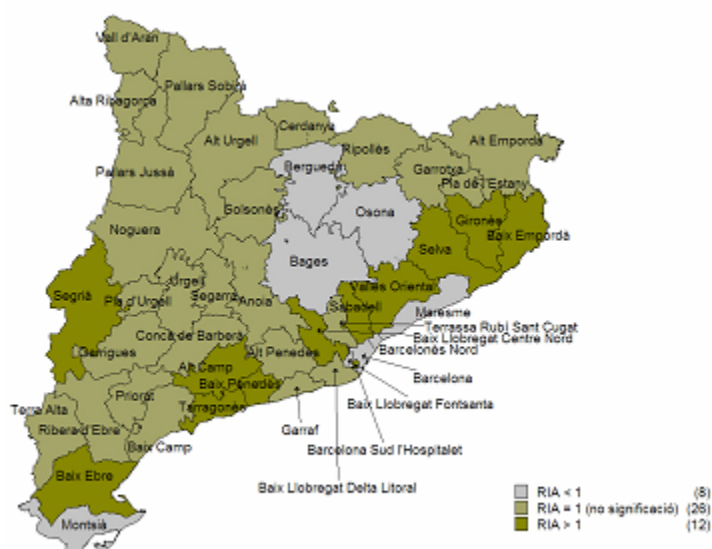 Vall d'Aran
Pallars Sobirà
Alta Ribagorça
Cerdanya
Alt Urgell
Ripollès
Alt Empordà
Berguedà
Garrotxa
Pallars Jussà
Pla de l'Estany
Solsonès
Osona
Gironès
Noguera
Baix Empordà
Selva
Bages
Urgell
Vallès Oriental
Segrià
Pla d'Urgell
Segarra
Anoia
Sabadell
Maresme
Terrassa Rubí Sant Cugat
Conca de Barberà
Baix Llobregat Centre Nord
Garrigues
Alt Penedès
Barcelonès Nord
Alt Camp
Barcelona
Baix Penedès
Priorat
Baix Llobregat Fontsanta
Terra Alta
Tarragonès
Ribera d'Ebre
Garraf
Baix Camp
Barcelona Sud l'Hospitalet
Baix Ebre
Baix Llobregat Delta Litoral
Montsià
RIA < 1 (8)
RIA = 1 (no significació) (26)
RIA > 1 (12)